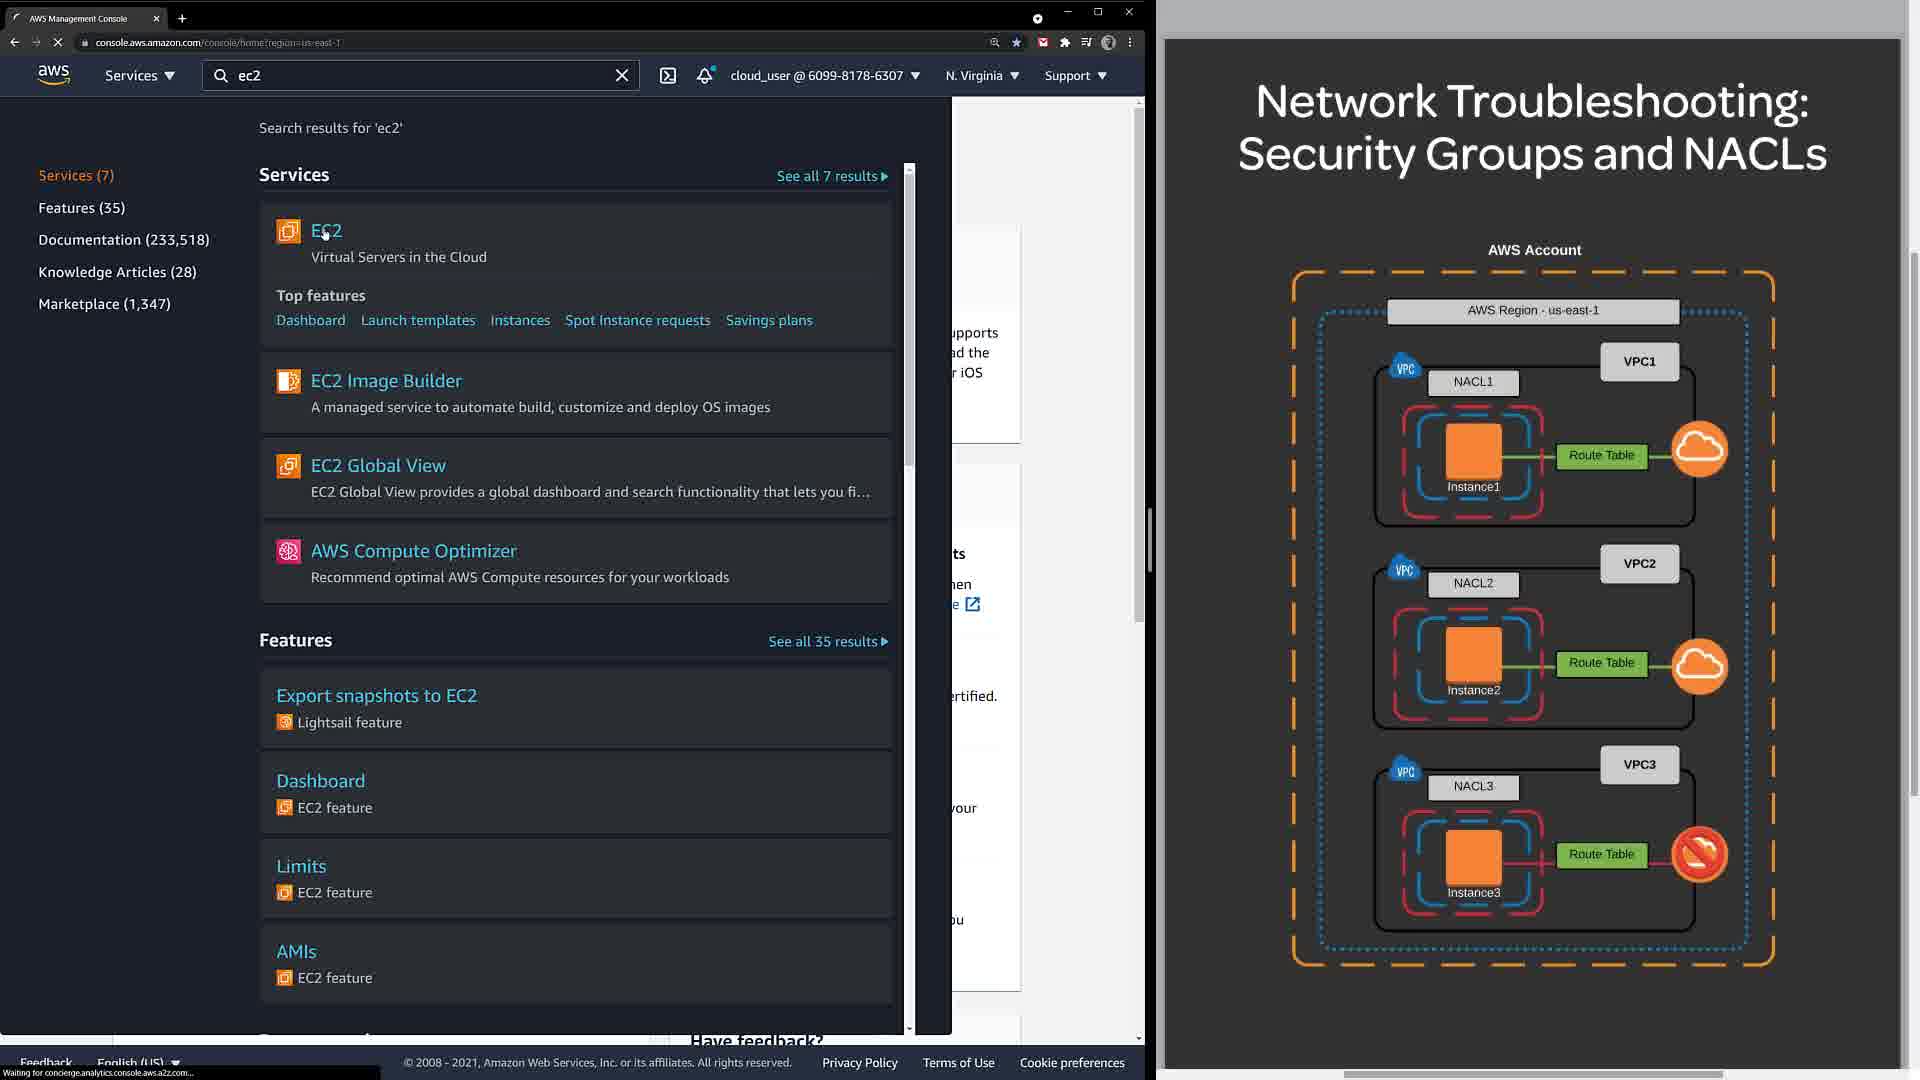 AWS Management Console
console.aws.amazon.com/console/home?region=us-east-1
aws
Services
ec2
cloud_user @ 6099-8178-6307
N. Virginia
Support
Search results for 'ec2'
Services (7)
Features (35)
Documentation (233,518)
Knowledge Articles (28)
Marketplace (1,347)
Services
See all 7 results
EC2
Virtual Servers in the Cloud
Top features
Dashboard Launch templates Instances Spot Instance requests Savings plans
EC2 Image Builder
A managed service to automate build, customize and deploy OS images
EC2 Global View
EC2 Global View provides a global dashboard and search functionality that lets you fi...
AWS Compute Optimizer
Recommend optimal AWS Compute resources for your workloads
Features
See all 35 results
Export snapshots to EC2
Lightsail feature
Dashboard
EC2 feature
Limits
EC2 feature
AMIs
EC2 feature
upports
ad the
r iOS
ts
hen
e
ertified.
your
ou
Have feedback?
Feedback
English (US)
© 2008 - 2021, Amazon Web Services, Inc. or its affiliates. All rights reserved.
Privacy Policy
Terms of Use
Cookie preferences
Waiting for concierge.analytics.console.aws.a2z.com...
Network Troubleshooting:
Security Groups and NACLs
AWS Account
AWS Region - us-east-1
VPC1
VPC
NACL1
Route Table
Instance1
VPC2
VPC
NACL2
Route Table
Instance2
VPC3
VPC
NACL3
Route Table
Instance3